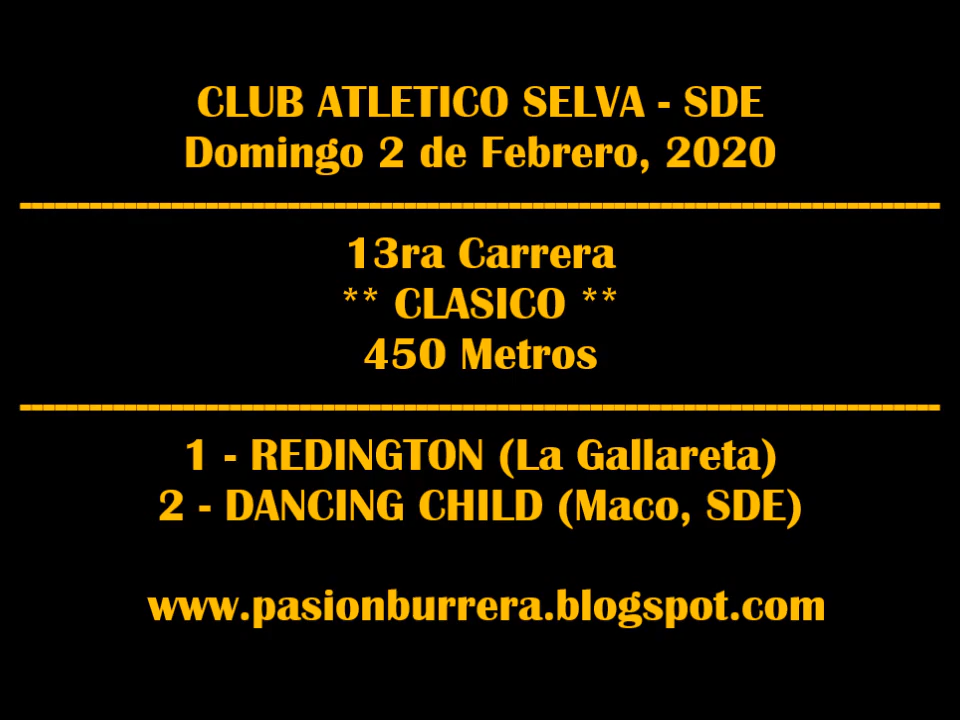 CLUB ATLETICO SELVA - SDE
Domingo 2 de Febrero, 2020
--------------------------------------------------------------------------------
13ra Carrera
** CLASICO **
450 Metros
--------------------------------------------------------------------------------
1 - REDINGTON (La Gallareta)
2 - DANCING CHILD (Maco, SDE)
www.pasionburrera.blogspot.com